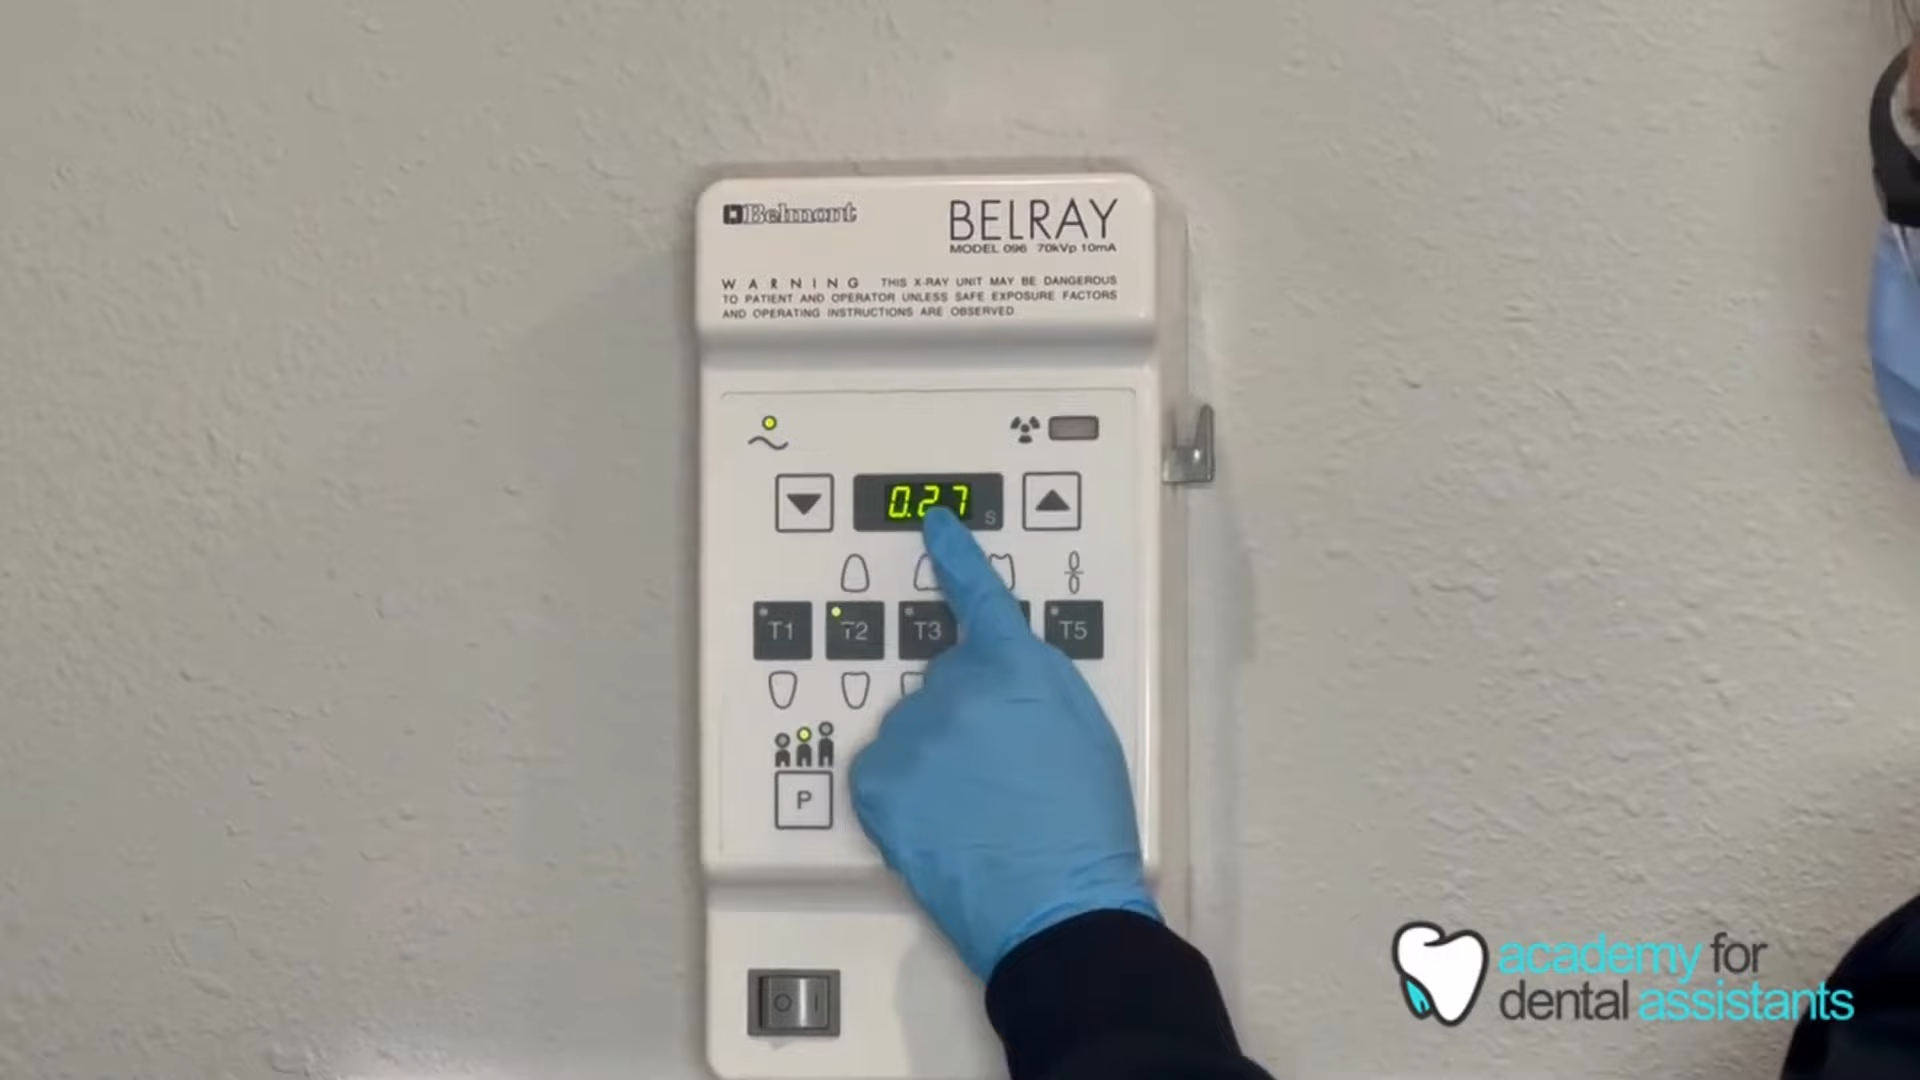 Belmont
BELRAY
MODEL 096 70kVp 10mA
WARNING THIS X-RAY UNIT MAY BE DANGEROUS
TO PATIENT AND OPERATOR UNLESS SAFE EXPOSURE FACTORS
AND OPERATING INSTRUCTIONS ARE OBSERVED.
0.27 S
T1 T2 T3 T5
P
academy for
dental assistants